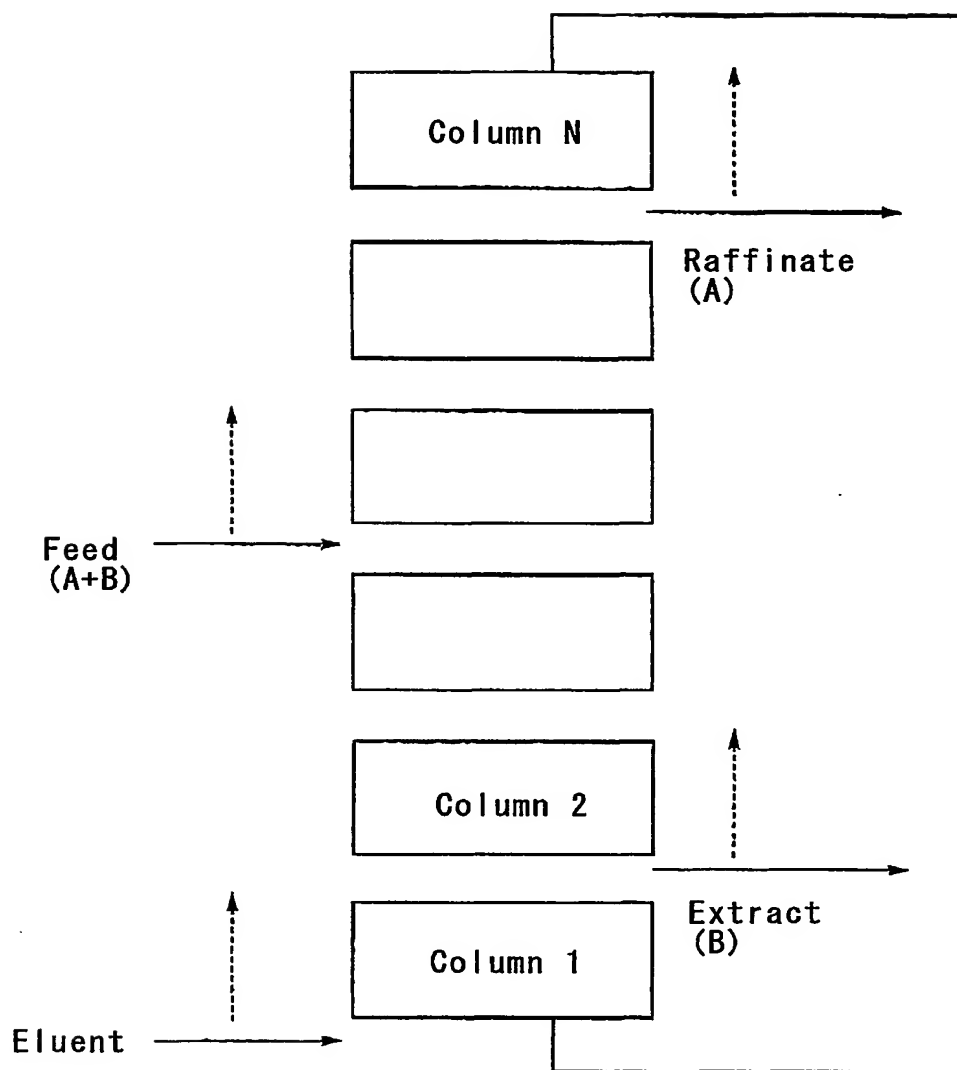 Column N
Raffinate
(A)
Feed
(A+B)
Column 2
Extract
(B)
Column 1
Eluent